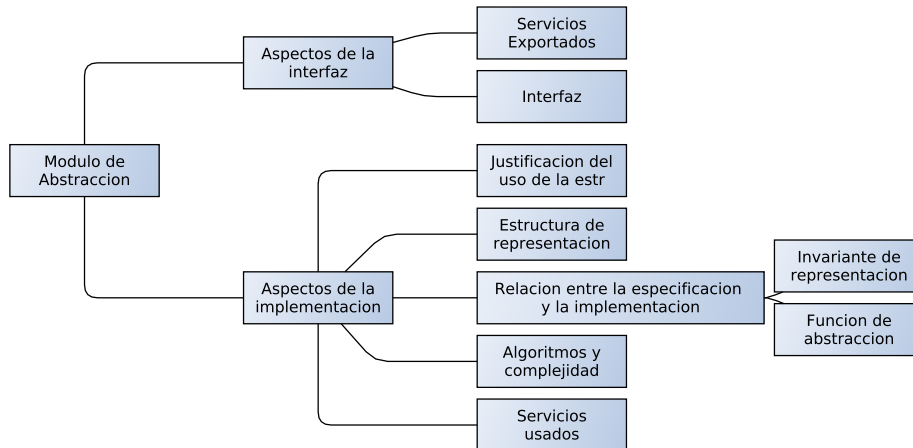 Modulo de
Abstraccion
Aspectos de la
interfaz
Servicios
Exportados
Interfaz
Aspectos de la
implementacion
Justificacion del
uso de la estr
Estructura de
representacion
Relacion entre la especificacion
y la implementacion
Invariante de
representacion
Funcion de
abstraccion
Algoritmos y
complejidad
Servicios
usados